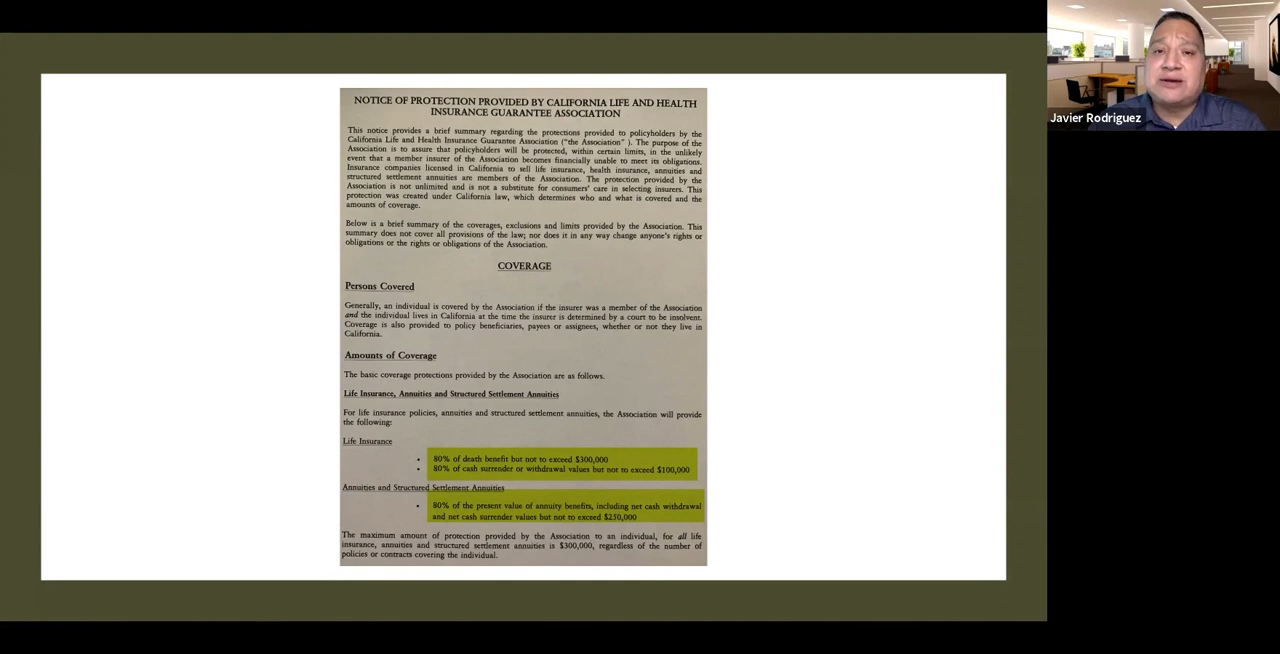 NOTICE OF PROTECTION PROVIDED BY CALIFORNIA LIFE AND HEALTH
INSURANCE GUARANTEE ASSOCIATION
This notice provides a brief summary regarding the protections provided to policyholders by the
California Life and Health Insurance Guarantee Association ("the Association" ). The purpose of the
Association is to assure that policyholders will be protected, within certain limits, in the unlikely
event that a member insurer of the Association becomes financially unable to meet its obligations.
Insurance companies licensed in California to sell life insurance, health insurance, annuities and
structured settlement annuities are members of the Association. The protection provided by the
Association is not unlimited and is not a substitute for consumers' care in selecting insurers. This
protection was created under California law, which determines who and what is covered and the
amounts of coverage.
Below is a brief summary of the coverages, exclusions and limits provided by the Association. This
summary does not cover all provisions of the law; nor does it in any way change anyone's rights or
obligations or the rights or obligations of the Association.
COVERAGE
Persons Covered
Generally, an individual is covered by the Association if the insurer was a member of the Association
and the individual lives in California at the time the insurer is determined by a court to be insolvent.
Coverage is also provided to policy beneficiaries, payees or assignees, whether or not they live in
California.
Amounts of Coverage
The basic coverage protections provided by the Association are as follows.
Life Insurance, Annuities and Structured Settlement Annuities
For life insurance policies, annuities and structured settlement annuities, the Association will provide
the following:
Life Insurance
• 80% of death benefit but not to exceed $300,000
• 80% of cash surrender or withdrawal values but not to exceed $100,000
Annuities and Structured Settlement Annuities
• 80% of the present value of annuity benefits, including net cash withdrawal
and net cash surrender values but not to exceed $250,000
The maximum amount of protection provided by the Association to an individual, for all life
insurance, annuities and structured settlement annuities is $300,000, regardless of the number of
policies or contracts covering the individual.
Javier Rodriguez